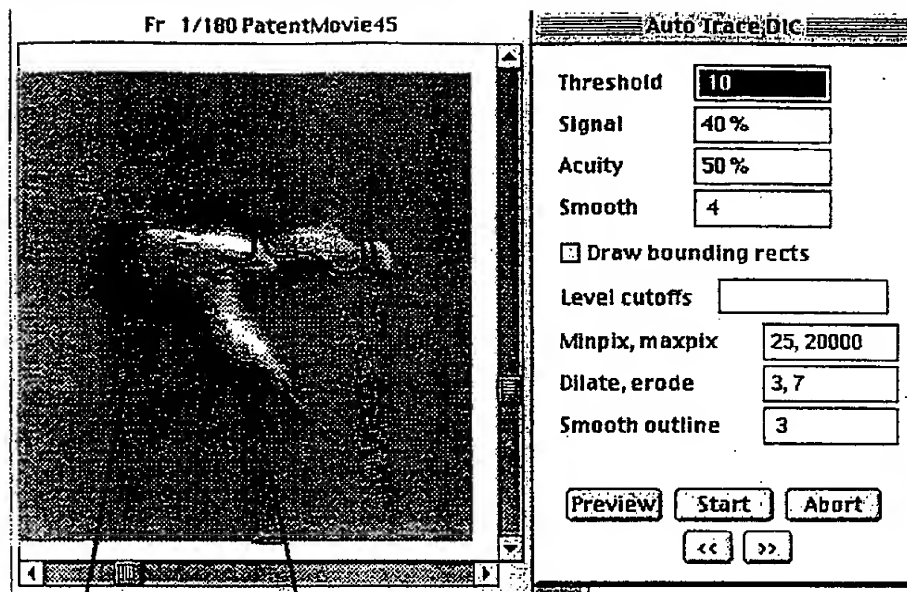 Fr 1/180 PatentMovie45
Auto Trace DIC
Threshold 10
Signal 40%
Acuity 50%
Smooth 4
Draw bounding rects
Level cutoffs
Minpix, maxpix 25, 20000
Dilate, erode 3, 7
Smooth outline 3
Preview Start Abort
<< >>